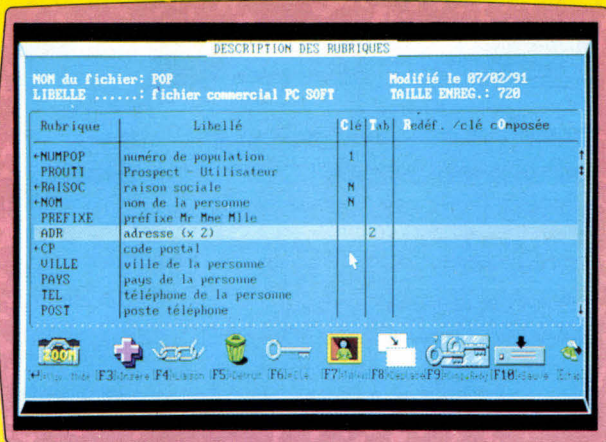 DESCRIPTION DES RUBRIQUES
NOM du fichier: POP Modifié le 07/02/91
LIBELLE ......: fichier commercial PC SOFT TAILLE ENREG.: 720
Rubrique Libellé Clé Tab Redéf. /clé cOmposée
←NUMPOP numéro de population 1
PROUTI Prospect - Utilisateur
←RAISOC raison sociale N
←NOM nom de la personne N
PREFIXE préfixe Mr Mme Mlle
ADR adresse (x 2) 2
←CP code postal
VILLE ville de la personne
PAYS pays de la personne
TEL téléphone de la personne
POST poste téléphone
ZOOM
F3 Insere F4 Liaison F5 F6 F7 F8 F9 F10